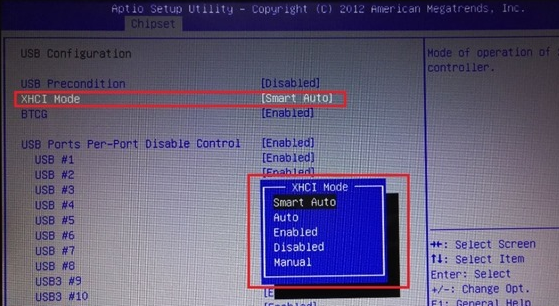 Aptio Setup Utility – Copyright (C) 2012 American Megatrends, Inc.
Chipset
USB Configuration
Mode of operation of
controller.
USB Precondition [Disabled]
XHCI Mode [Smart Auto]
BTCG [Enabled]
USB Ports Per-Port Disable Control [Enabled]
USB #1 [Enabled]
USB #2 [Enabled]
USB #3
USB #4
USB #5
USB #6
USB #7
USB #8
USB3 #9
USB3 #10 [Enabled]
XHCI Mode
Smart Auto
Auto
Enabled
Disabled
Manual
→←: Select Screen
↑↓: Select Item
Enter: Select
+/-: Change Opt.
F1: General Help